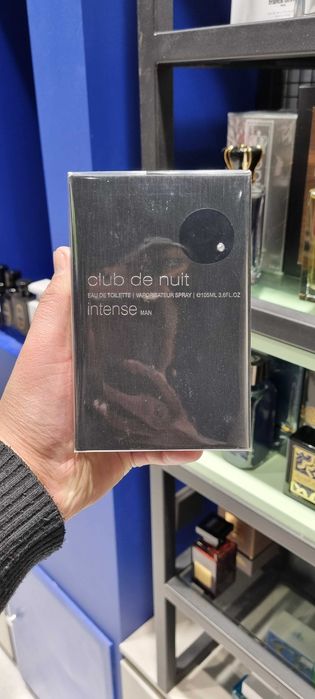 club de nuit
EAU DE TOILETTE | VAPORISATEUR SPRAY | ℮105ML 3.6FL.OZ
intense MAN